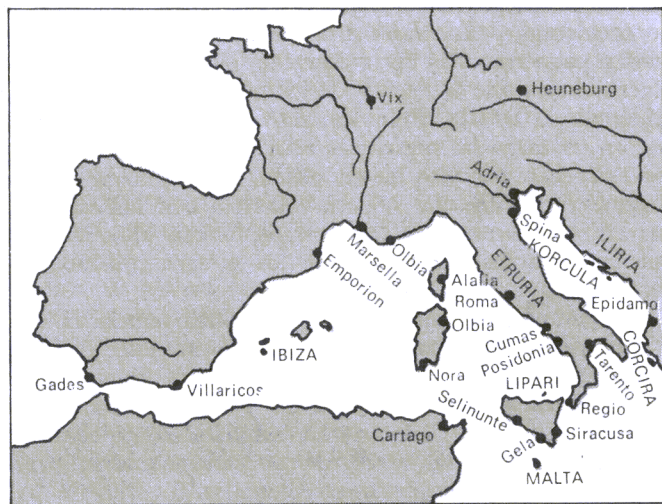 Vix
Heuneburg
Adria
Spina
KORCULA
ILIRIA
Marsella
Olbia
Emporion
ETRURIA
Alalia
Roma
Epidamo
Olbia
IBIZA
Cumas
Posidonia
CORCIRA
Tarento
Gades
Villaricos
Nora
LIPARI
Selinunte
Regio
Cartago
Gela
Siracusa
MALTA